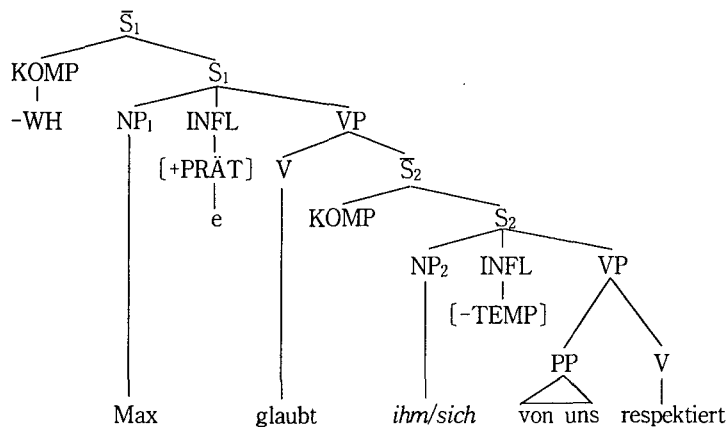 S̄₁
KOMP S₁
-WH NP₁ INFL VP
[+PRÄT] V S̄₂
e KOMP S₂
NP₂ INFL VP
[-TEMP]
PP V
Max glaubt ihm/sich von uns respektiert